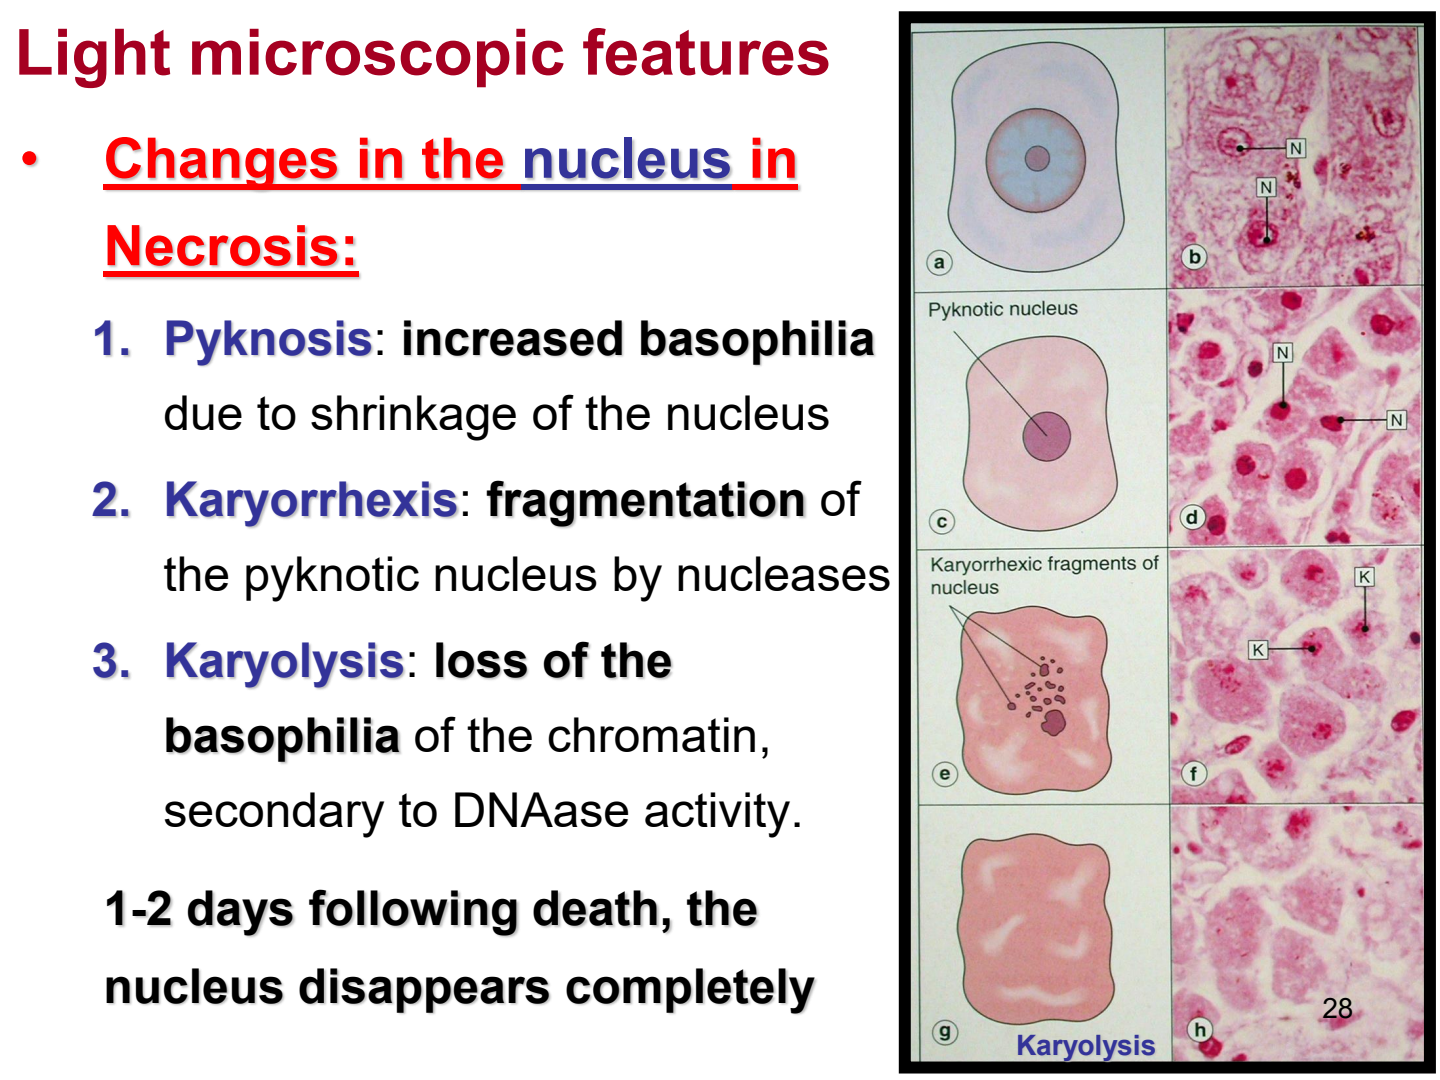 Light microscopic features
• Changes in the nucleus in
Necrosis:
1. Pyknosis: increased basophilia
due to shrinkage of the nucleus
2. Karyorrhexis: fragmentation of
the pyknotic nucleus by nucleases
3. Karyolysis: loss of the
basophilia of the chromatin,
secondary to DNAase activity.
1-2 days following death, the
nucleus disappears completely
N
N
a
b
Pyknotic nucleus
N
N
c
d
Karyorrhexic fragments of
nucleus
K
K
e
f
28
g
h
Karyolysis